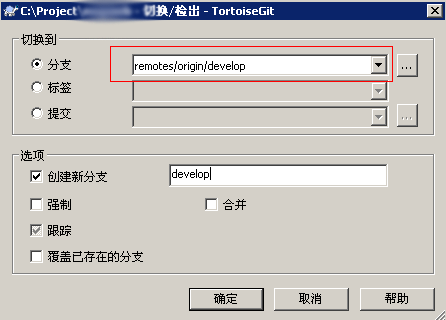 C:\Project\ - 切换/检出 - TortoiseGit
切换到
分支 remotes/origin/develop ...
标签
提交 ...
选项
创建新分支 develop
强制 合并
跟踪
覆盖已存在的分支
确定 取消 帮助